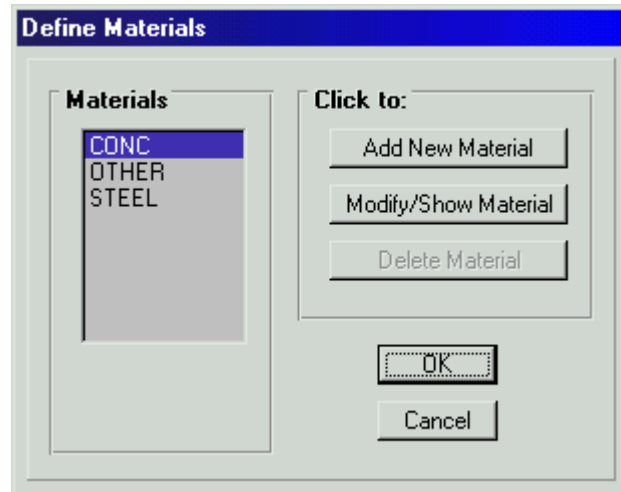 Define Materials
Materials
CONC
OTHER
STEEL
Click to:
Add New Material
Modify/Show Material
Delete Material
OK
Cancel